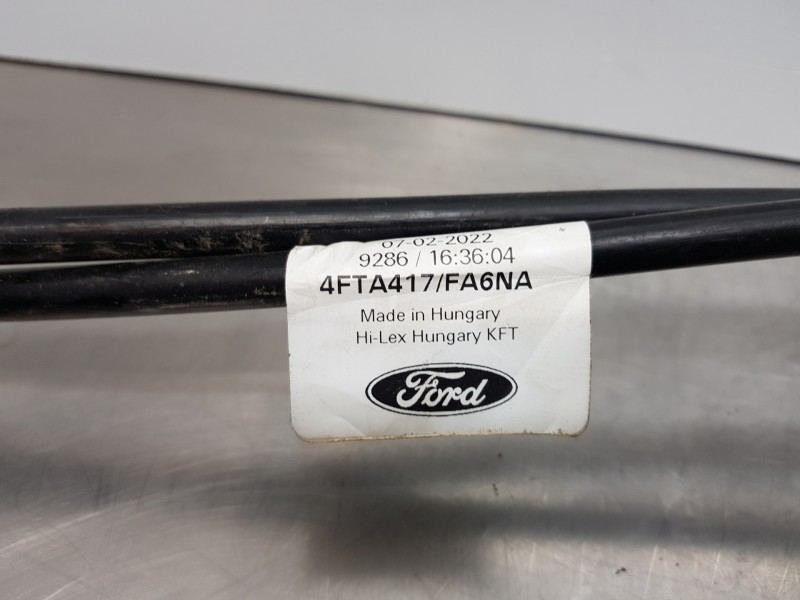 07-02-2022
9286 / 16:36:04
4FTA417/FA6NA
Made in Hungary
Hi-Lex Hungary KFT
Ford